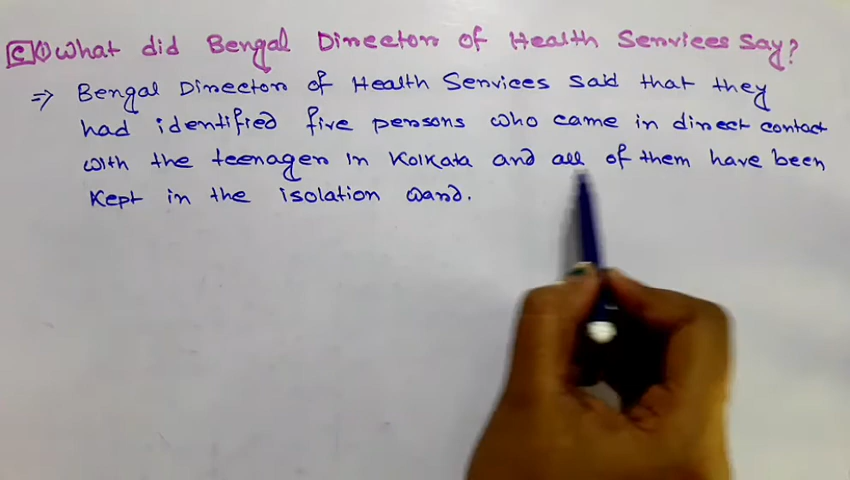 C ① What did Bengal Director of Health Services say?
⇒ Bengal Director of Health Services said that they
had identified five persons who came in direct contact
with the teenager in Kolkata and all of them have been
kept in the isolation ward.